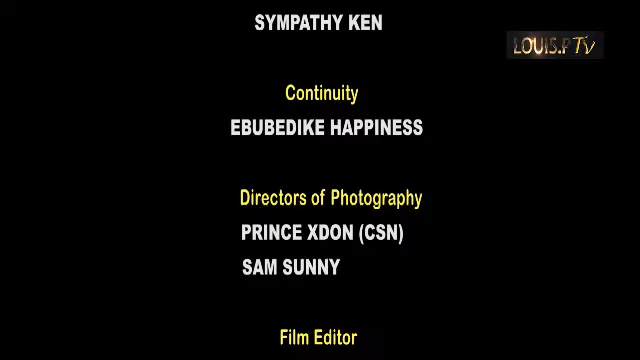 SYMPATHY KEN
LOUIS.P Tv
Continuity
EBUBEDIKE HAPPINESS
Directors of Photography
PRINCE XDON (CSN)
SAM SUNNY
Film Editor